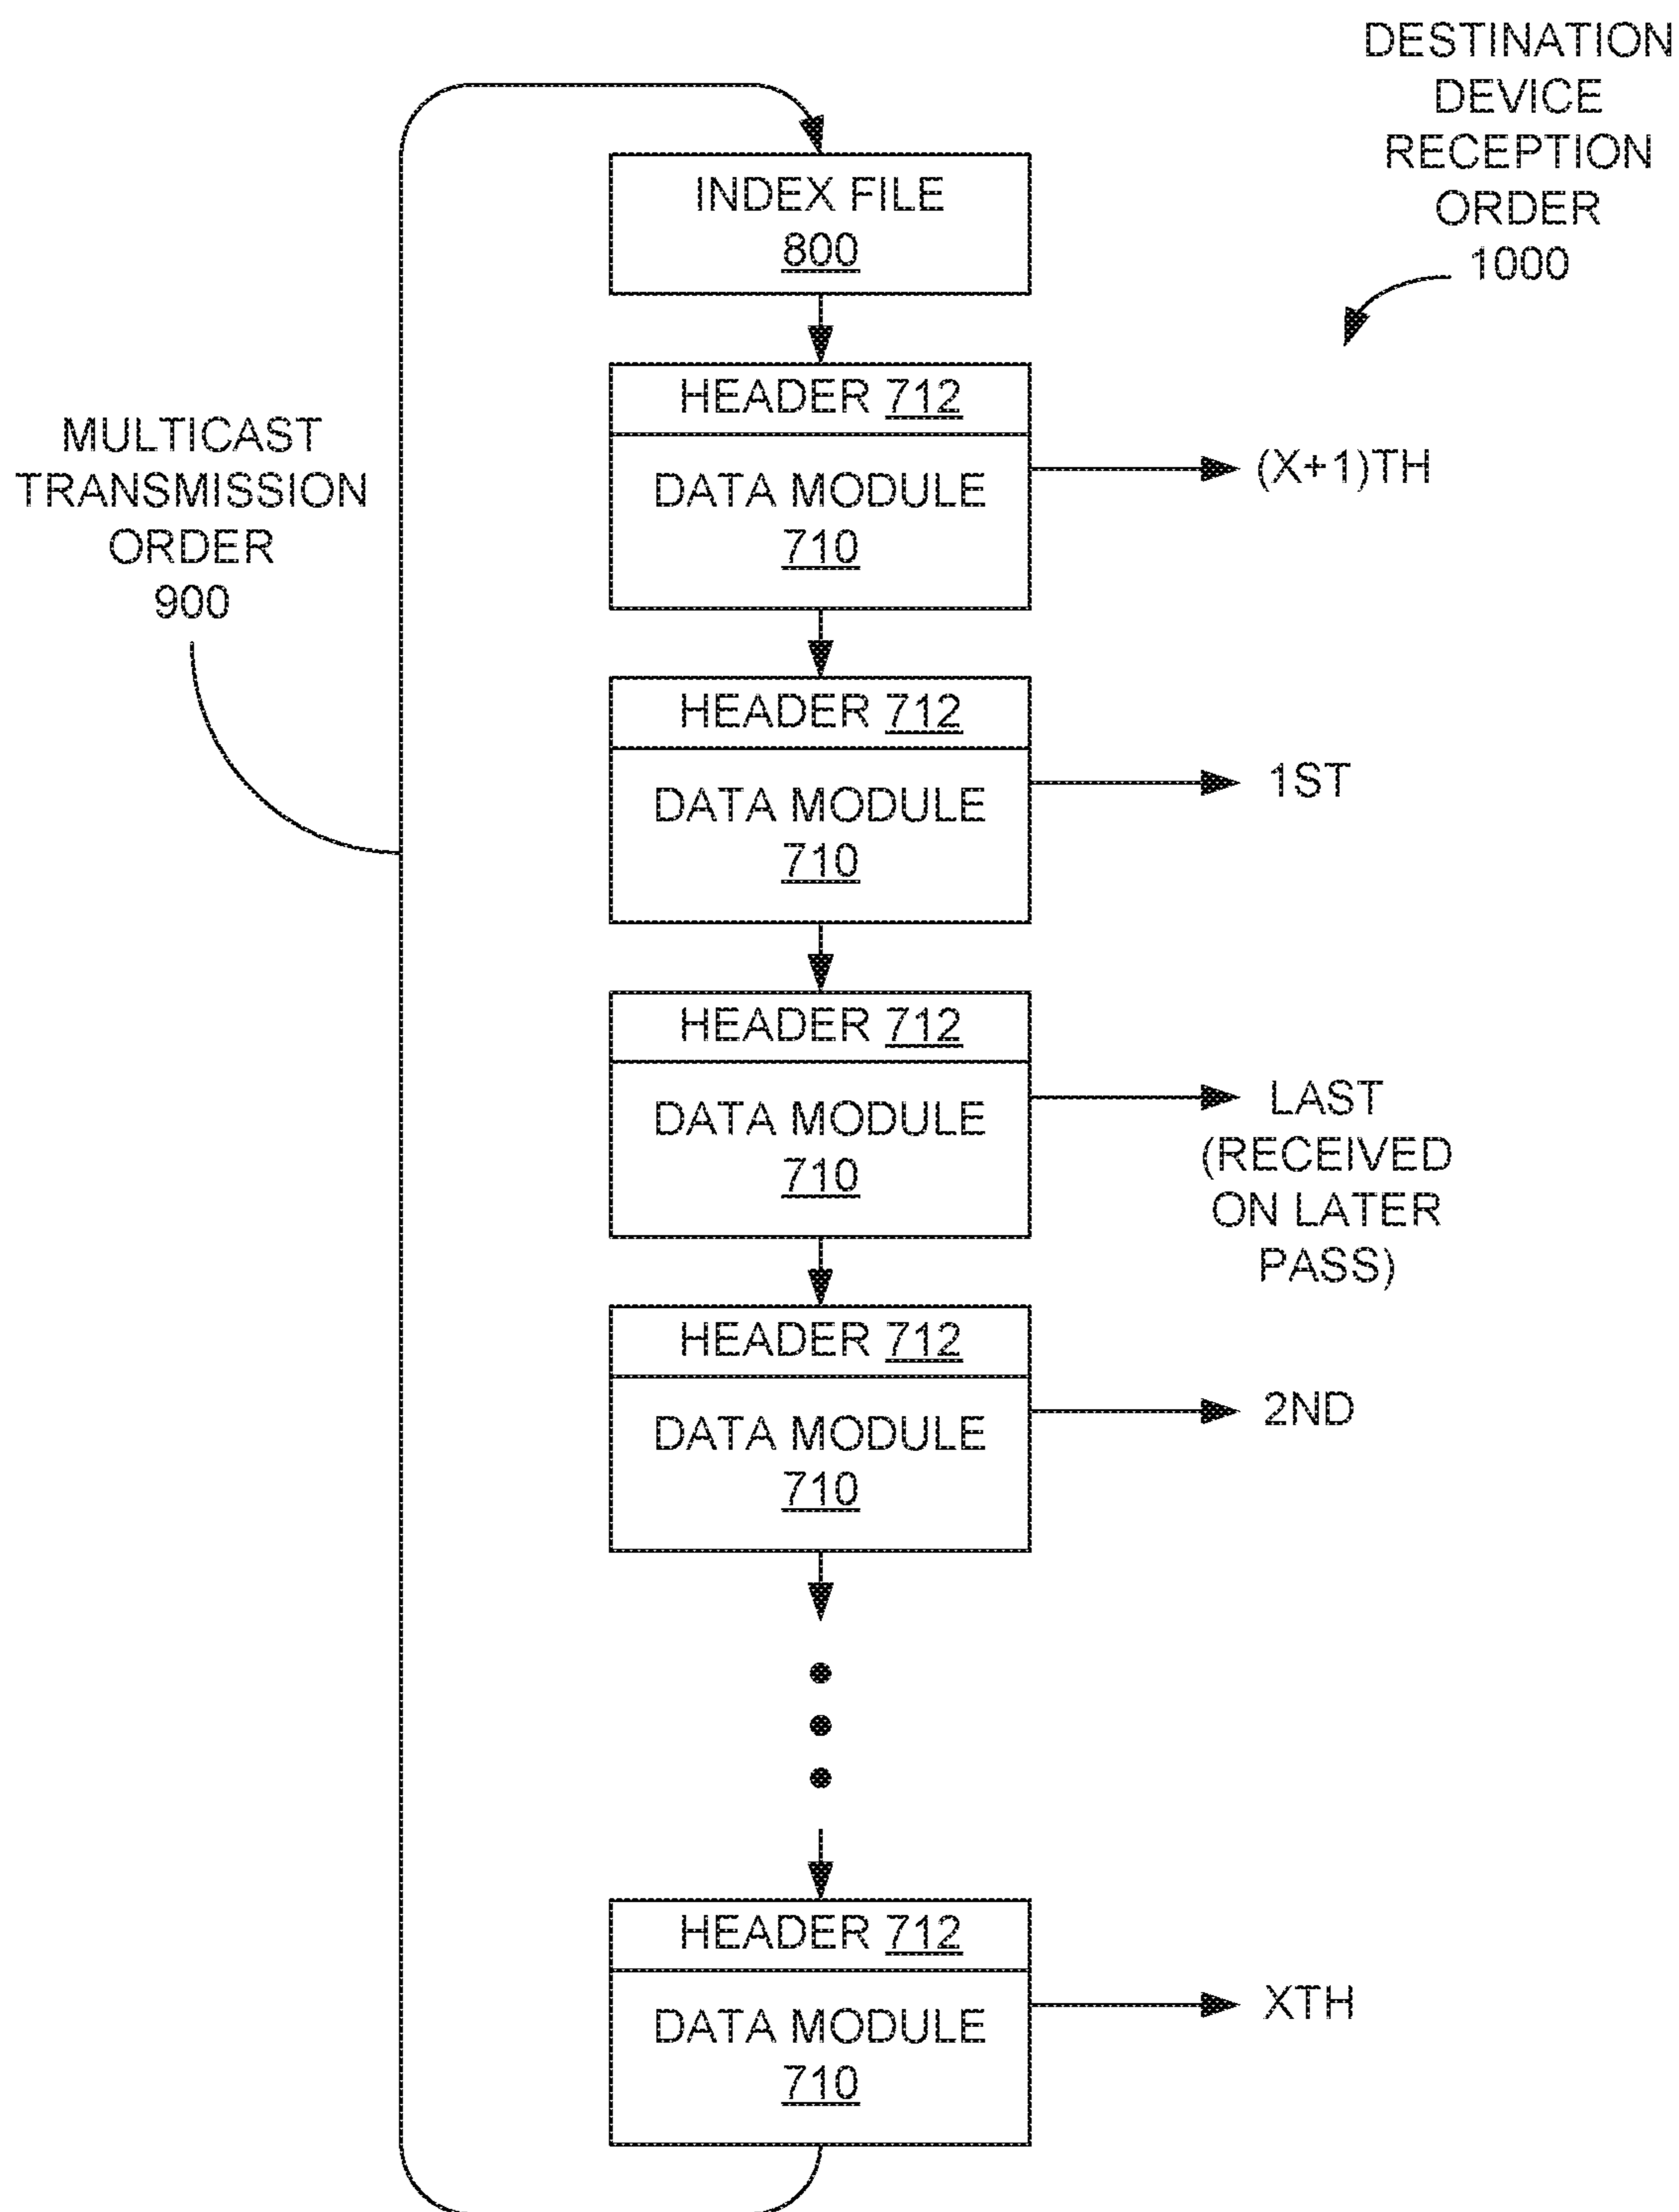 DESTINATION
DEVICE
RECEPTION
ORDER
1000
MULTICAST
TRANSMISSION
ORDER
900
INDEX FILE
800
HEADER 712
DATA MODULE
710
(X+1)TH
HEADER 712
DATA MODULE
710
1ST
HEADER 712
DATA MODULE
710
LAST
(RECEIVED
ON LATER
PASS)
HEADER 712
DATA MODULE
710
2ND
HEADER 712
DATA MODULE
710
XTH